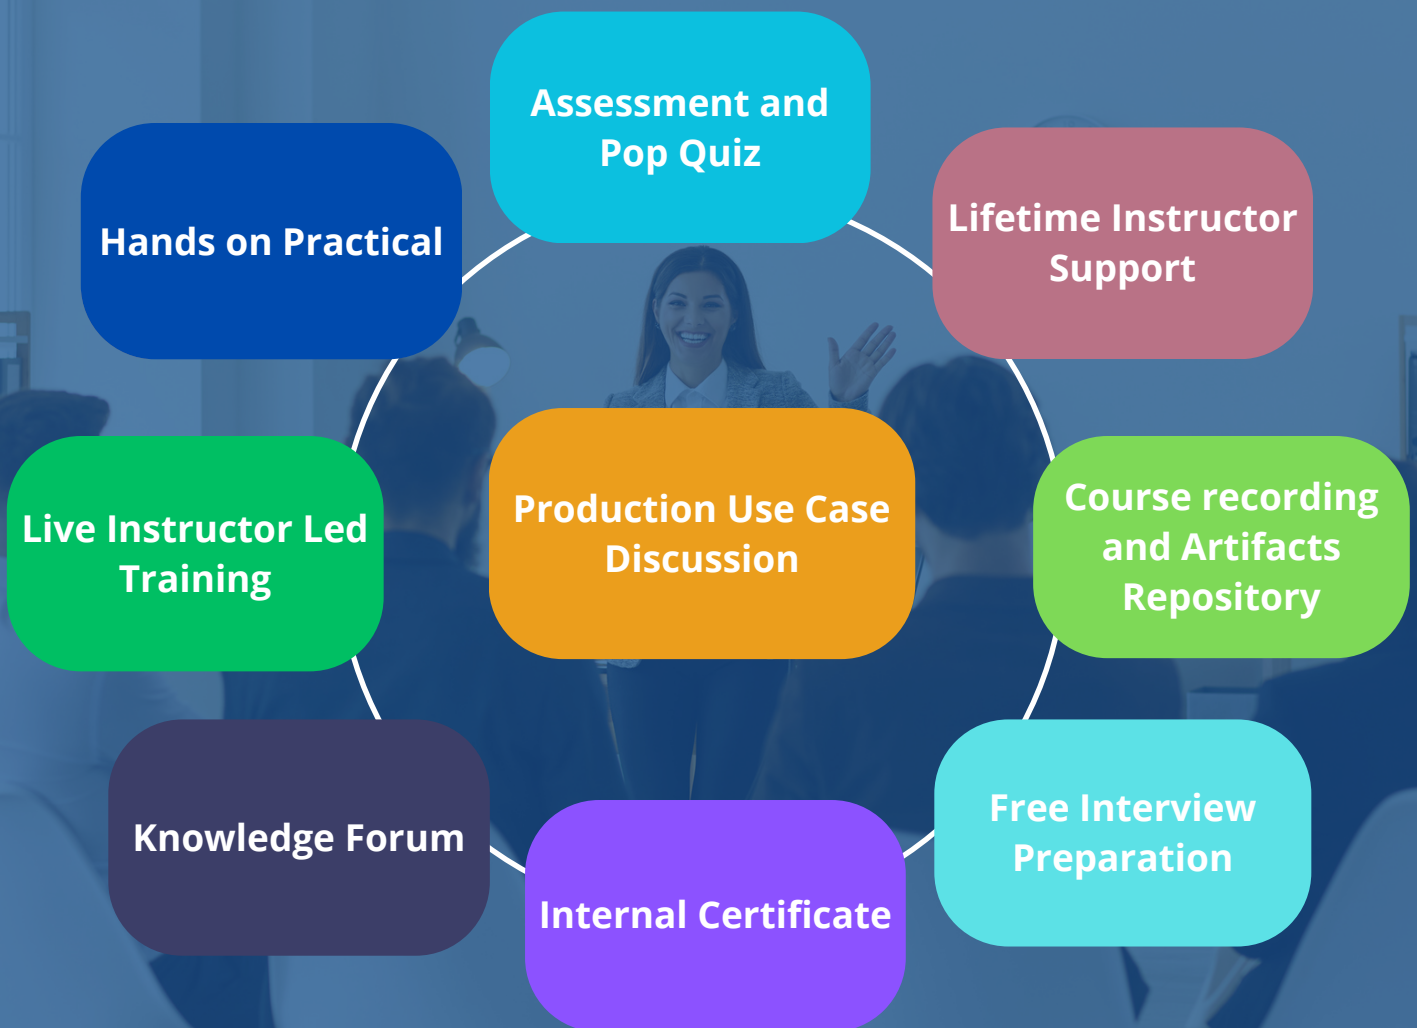 Assessment and
Pop Quiz
Hands on Practical
Lifetime Instructor
Support
Live Instructor Led
Training
Production Use Case
Discussion
Course recording
and Artifacts
Repository
Knowledge Forum
Internal Certificate
Free Interview
Preparation